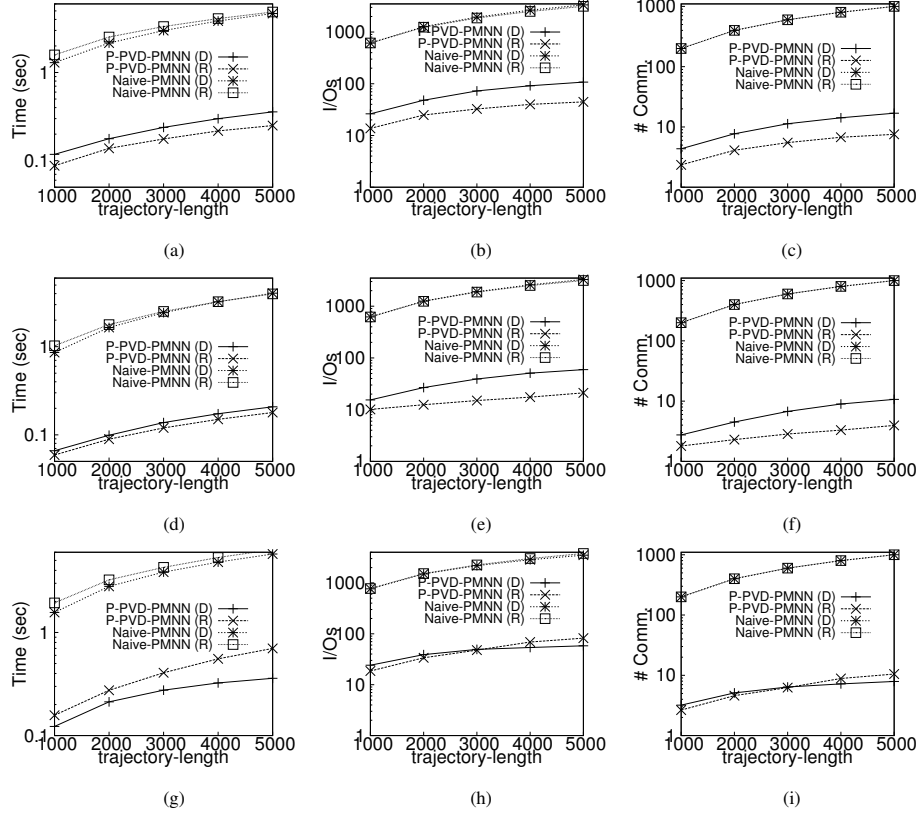 Time (sec)
1
0.1
1000 2000 3000 4000 5000
trajectory-length
P-PVD-PMNN (D)
P-PVD-PMNN (R)
Naive-PMNN (D)
Naive-PMNN (R)
(a)
I/Os
1000
100
10
1
1000 2000 3000 4000 5000
trajectory-length
P-PVD-PMNN (D)
P-PVD-PMNN (R)
Naive-PMNN (D)
Naive-PMNN (R)
(b)
# Comm.
1000
100
10
1
1000 2000 3000 4000 5000
trajectory-length
P-PVD-PMNN (D)
P-PVD-PMNN (R)
Naive-PMNN (D)
Naive-PMNN (R)
(c)
Time (sec)
1
0.1
1000 2000 3000 4000 5000
trajectory-length
P-PVD-PMNN (D)
P-PVD-PMNN (R)
Naive-PMNN (D)
Naive-PMNN (R)
(d)
I/Os
1000
100
10
1
1000 2000 3000 4000 5000
trajectory-length
P-PVD-PMNN (D)
P-PVD-PMNN (R)
Naive-PMNN (D)
Naive-PMNN (R)
(e)
# Comm.
1000
100
10
1
1000 2000 3000 4000 5000
trajectory-length
P-PVD-PMNN (D)
P-PVD-PMNN (R)
Naive-PMNN (D)
Naive-PMNN (R)
(f)
Time (sec)
1
0.1
1000 2000 3000 4000 5000
trajectory-length
P-PVD-PMNN (D)
P-PVD-PMNN (R)
Naive-PMNN (D)
Naive-PMNN (R)
(g)
I/Os
1000
100
10
1
1000 2000 3000 4000 5000
trajectory-length
P-PVD-PMNN (D)
P-PVD-PMNN (R)
Naive-PMNN (D)
Naive-PMNN (R)
(h)
# Comm.
1000
100
10
1
1000 2000 3000 4000 5000
trajectory-length
P-PVD-PMNN (D)
P-PVD-PMNN (R)
Naive-PMNN (D)
Naive-PMNN (R)
(i)